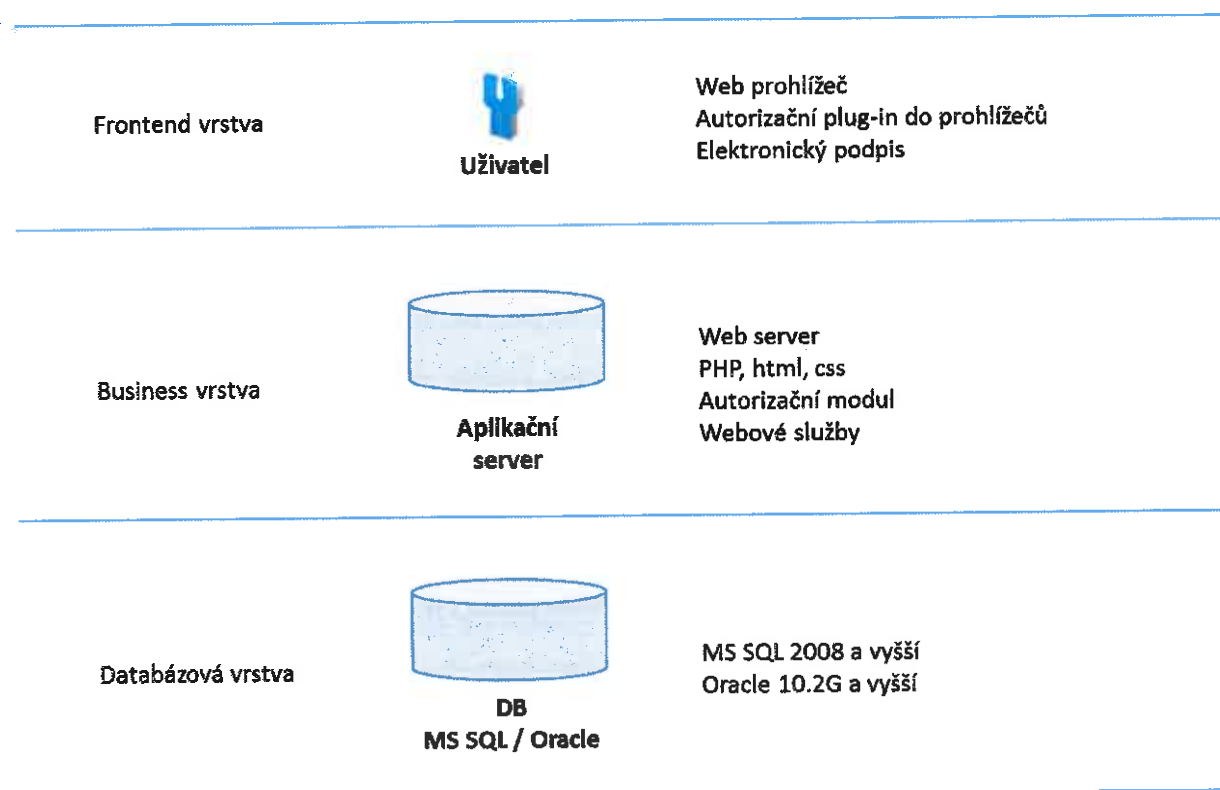 Frontend vrstva
Uživatel
Web prohlížeč
Autorizační plug-in do prohlížečů
Elektronický podpis
Business vrstva
Aplikační
server
Web server
PHP, html, css
Autorizační modul
Webové služby
Databázová vrstva
DB
MS SQL / Oracle
MS SQL 2008 a vyšší
Oracle 10.2G a vyšší